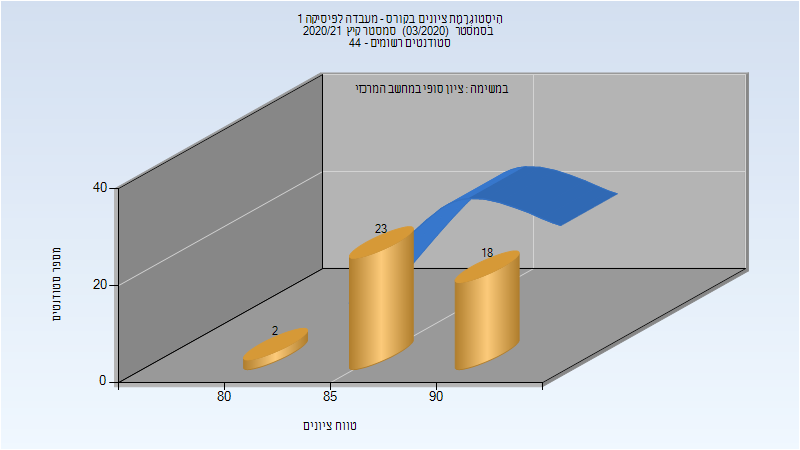 היסטוגרמת ציונים בקורס - מעבדה לפיסיקה 1
בסמסטר (03/2020) סמסטר קיץ 2020/21
סטודנטים רשומים - 44
במשימה : ציון סופי במחשב המרכזי
מספר סטודנטים
40
20
0
2
23
18
80
85
90
טווח ציונים